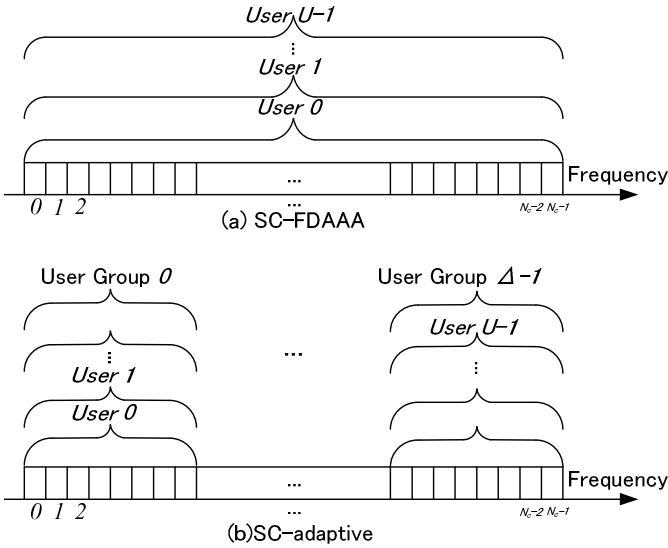 User U-1
⋮
User 1
User 0
...
Frequency
0 1 2 ... Nc-2 Nc-1
(a) SC-FDAAA
User Group 0 User Group Δ-1
User U-1
⋮ ... ⋮
User 1
User 0
...
Frequency
0 1 2 ... Nc-2 Nc-1
(b)SC-adaptive